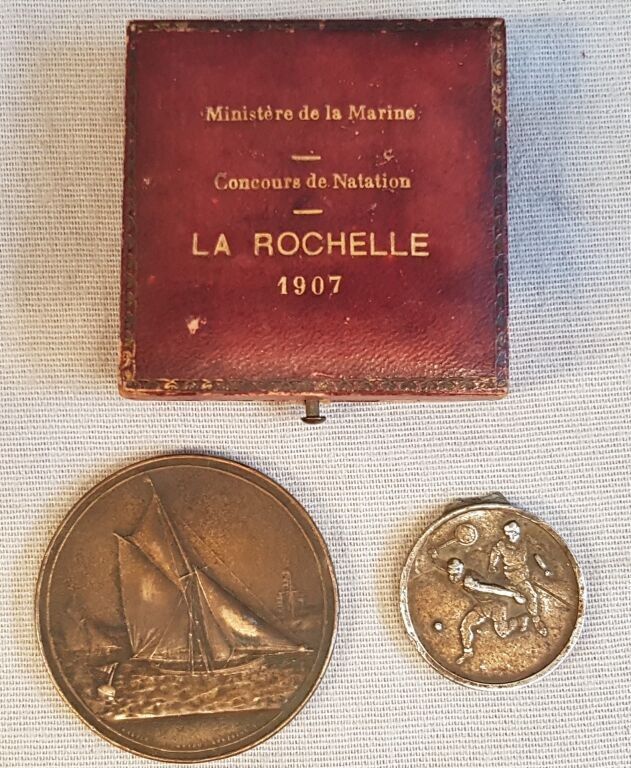 Ministère de la Marine
Concours de Natation
LA ROCHELLE
1907